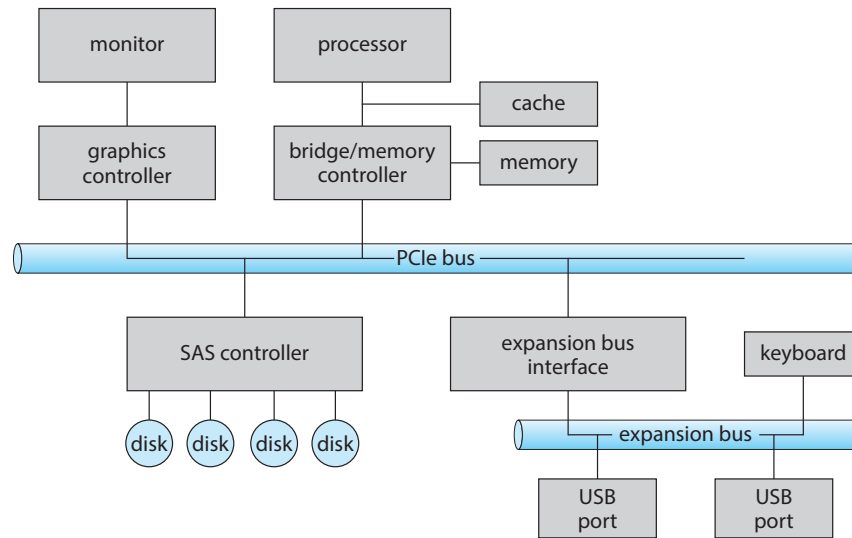 monitor
processor
cache
graphics
controller
bridge/memory
controller
memory
PCIe bus
SAS controller
expansion bus
interface
keyboard
disk
disk
disk
disk
expansion bus
USB
port
USB
port